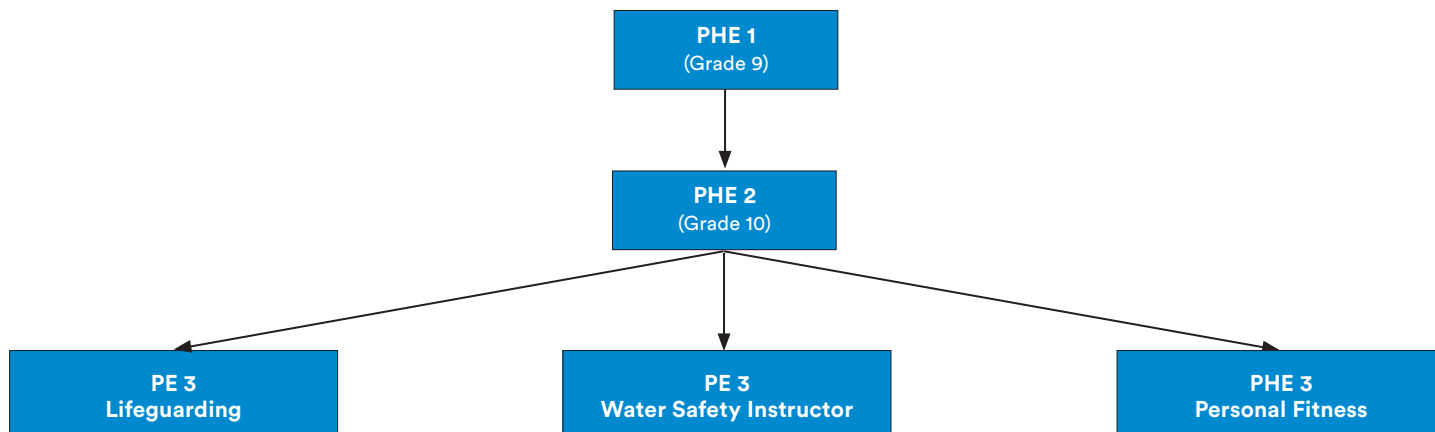 PHE 1
(Grade 9)
PHE 2
(Grade 10)
PE 3
Lifeguarding
PE 3
Water Safety Instructor
PHE 3
Personal Fitness